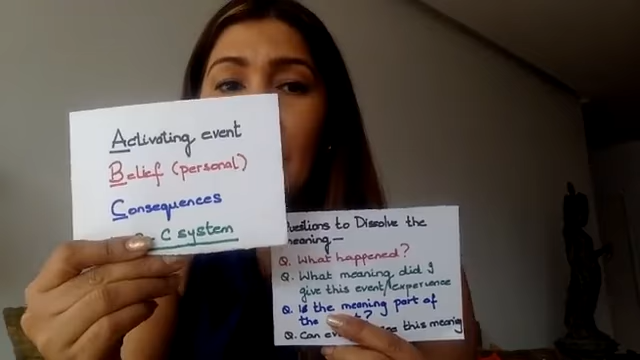 Activating event
Belief (personal)
Consequences
C system
Questions to Dissolve the
meaning -
Q. What happened?
Q. What meaning did I
give this event/experience
Q. Is the meaning part of
the
Q. Can this meaning